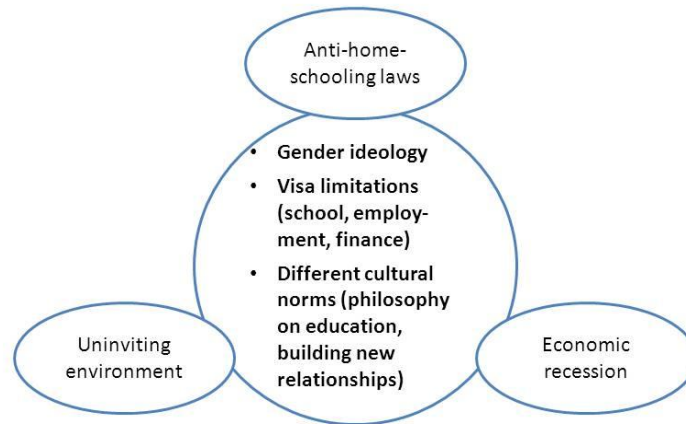 Anti-home-
schooling laws
• Gender ideology
• Visa limitations
(school, employ-
ment, finance)
• Different cultural
norms (philosophy
on education,
building new
relationships)
Uninviting
environment
Economic
recession